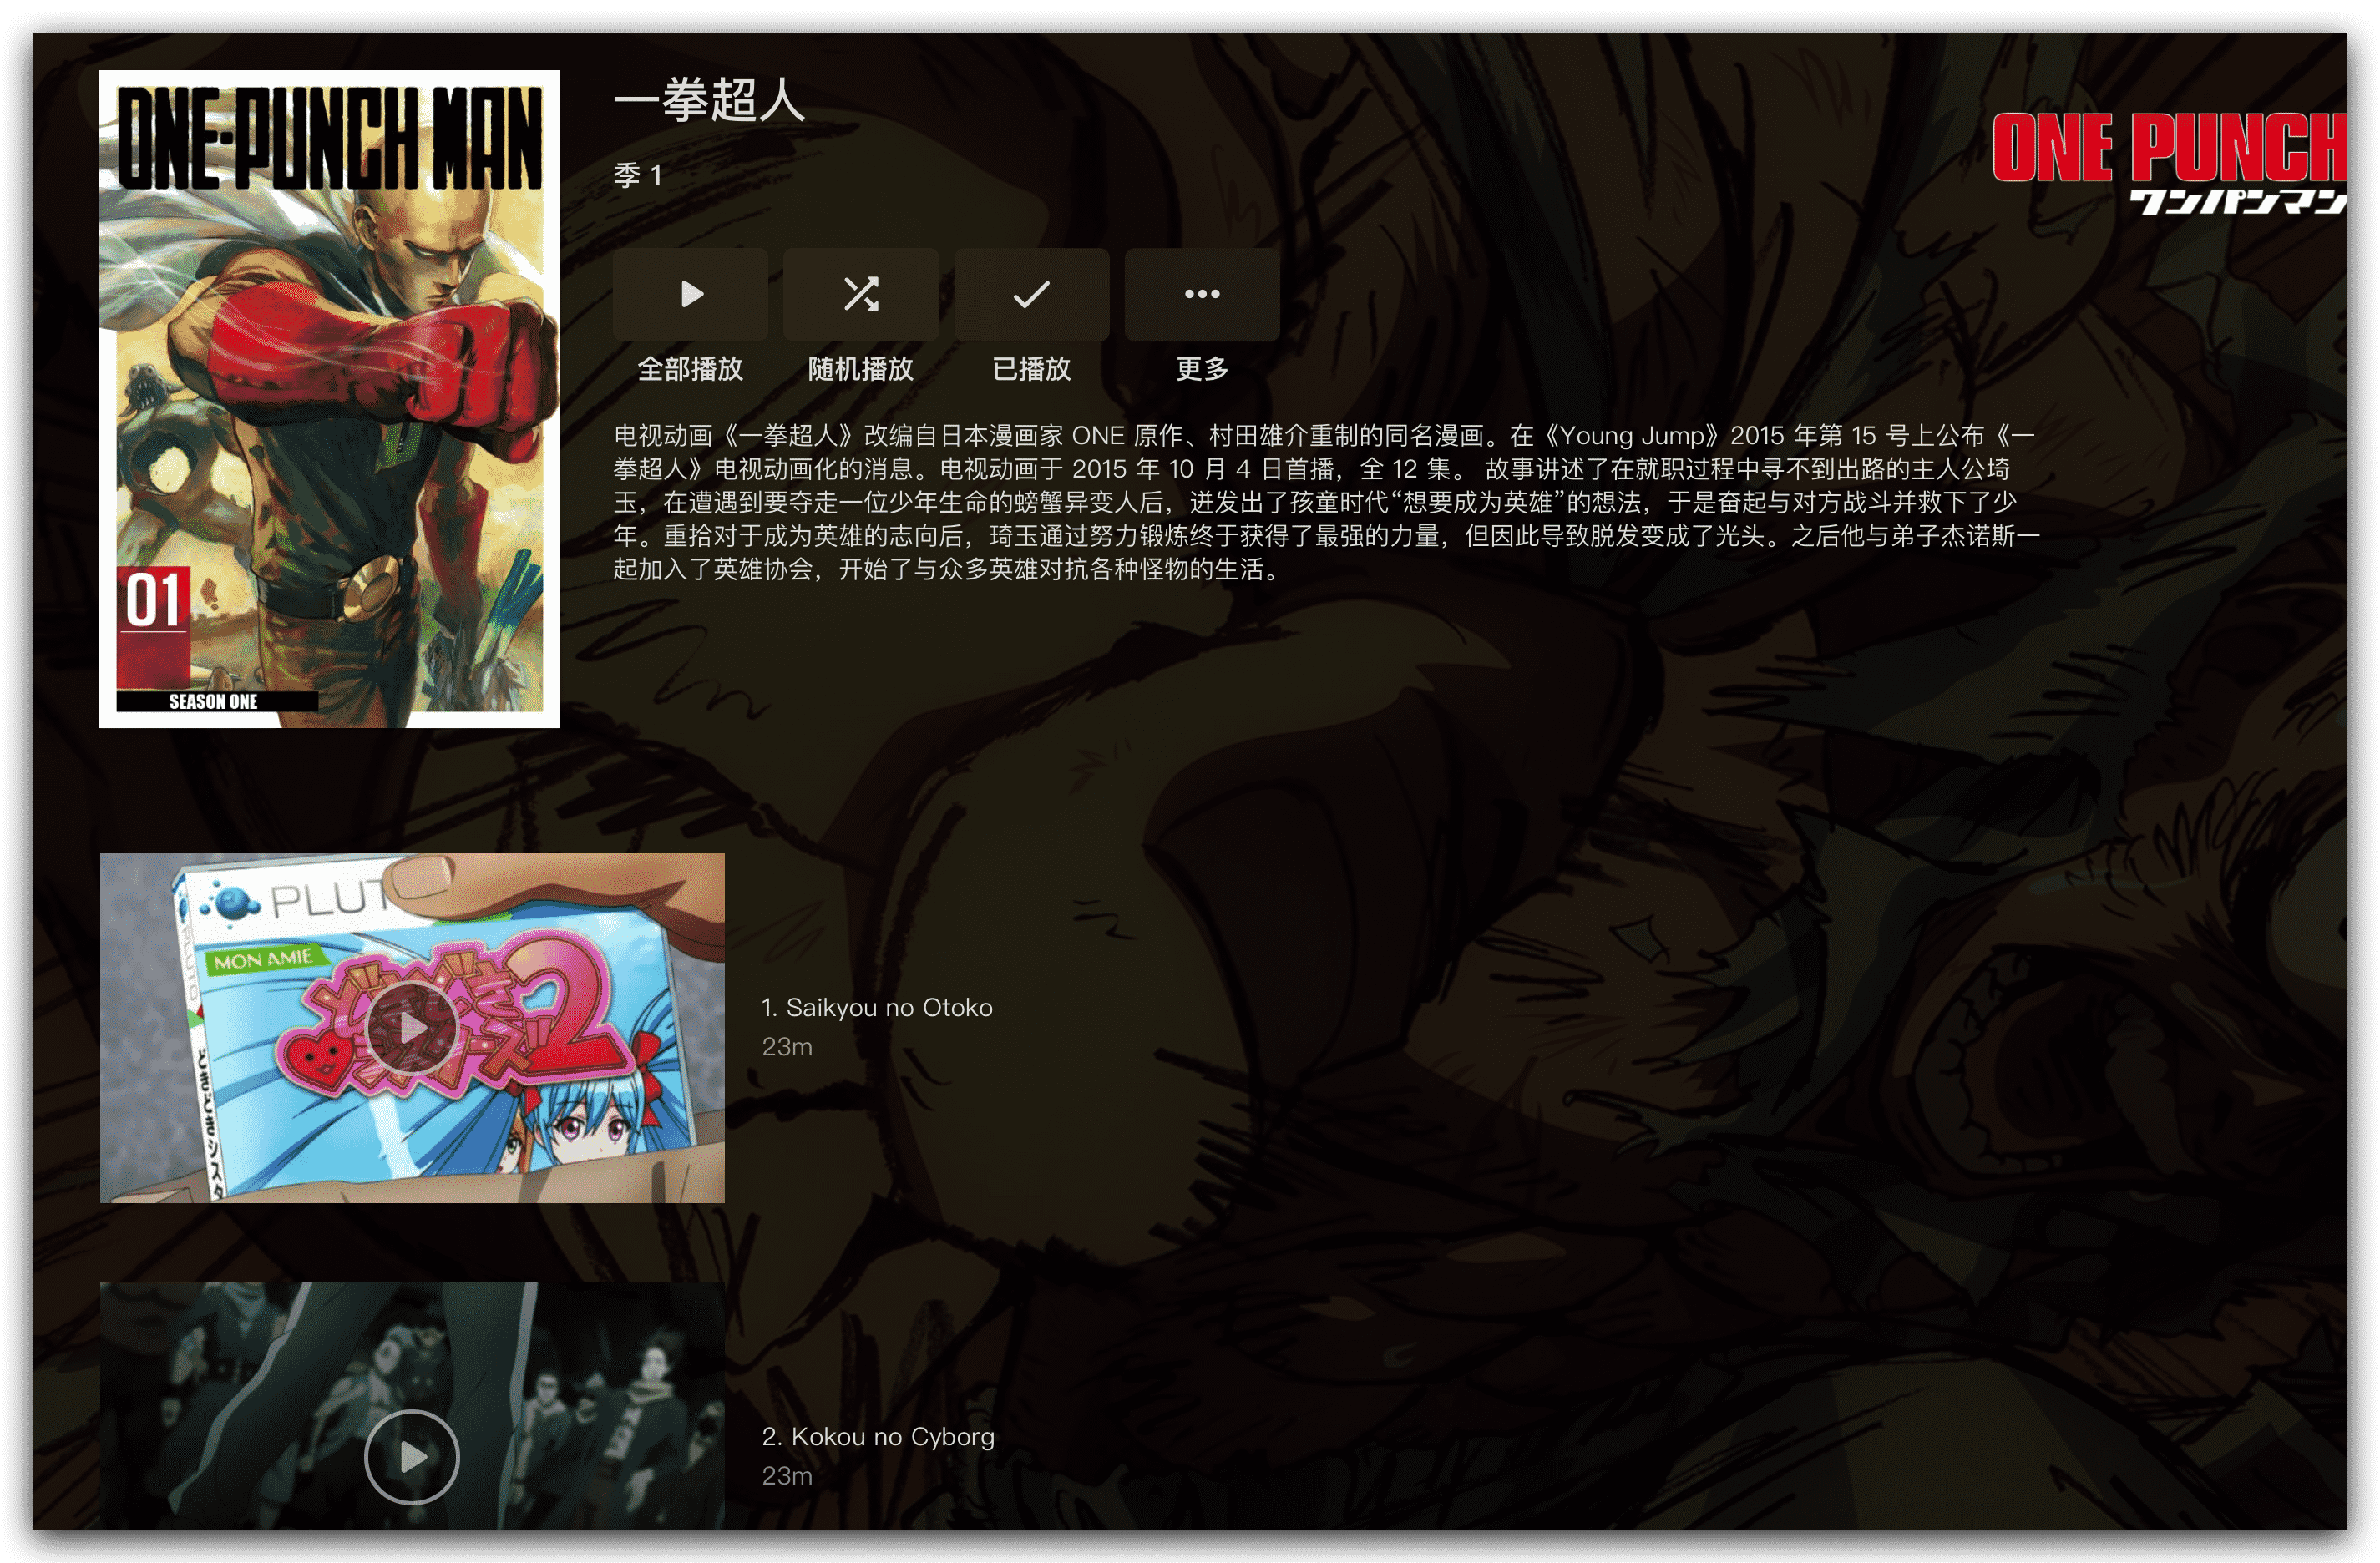 ONE-PUNCH MAN
01
SEASON ONE
一拳超人
季 1
ONE PUNCH
ワンパンマン
全部播放
随机播放
已播放
更多
电视动画《一拳超人》改编自日本漫画家 ONE 原作、村田雄介重制的同名漫画。在《Young Jump》2015 年第 15 号上公布《一
拳超人》电视动画化的消息。电视动画于 2015 年 10 月 4 日首播，全 12 集。 故事讲述了在就职过程中寻不到出路的主人公埼
玉，在遭遇到要夺走一位少年生命的螃蟹异变人后，迸发出了孩童时代“想要成为英雄”的想法，于是奋起与对方战斗并救下了少
年。重拾对于成为英雄的志向后，琦玉通过努力锻炼终于获得了最强的力量，但因此导致脱发变成了光头。之后他与弟子杰诺斯一
起加入了英雄协会，开始了与众多英雄对抗各种怪物的生活。
PLUT
PLUTO
MON AMIE
どきどきシスターズ2
どきどきシスタ
1. Saikyou no Otoko
23m
2. Kokou no Cyborg
23m